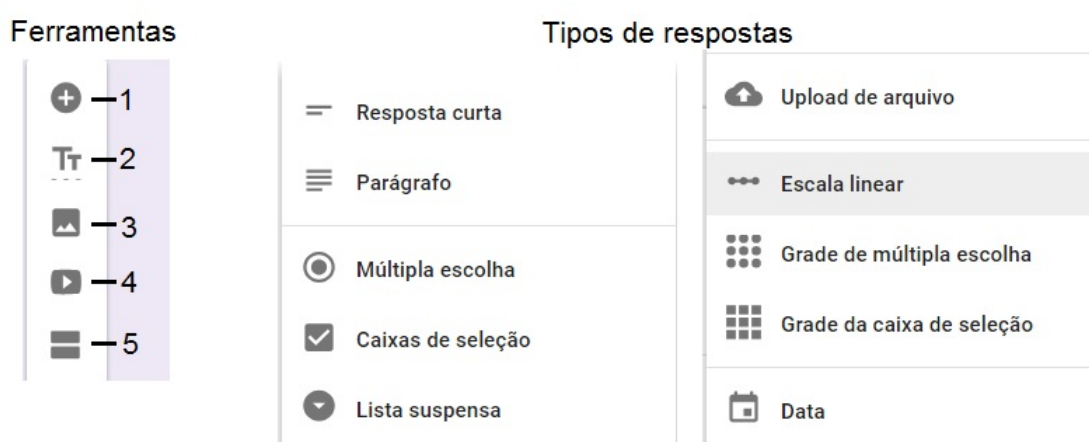 Ferramentas
1
Tт
2
3
4
5
Tipos de respostas
Resposta curta
Parágrafo
Múltipla escolha
Caixas de seleção
Lista suspensa
Upload de arquivo
Escala linear
Grade de múltipla escolha
Grade da caixa de seleção
Data